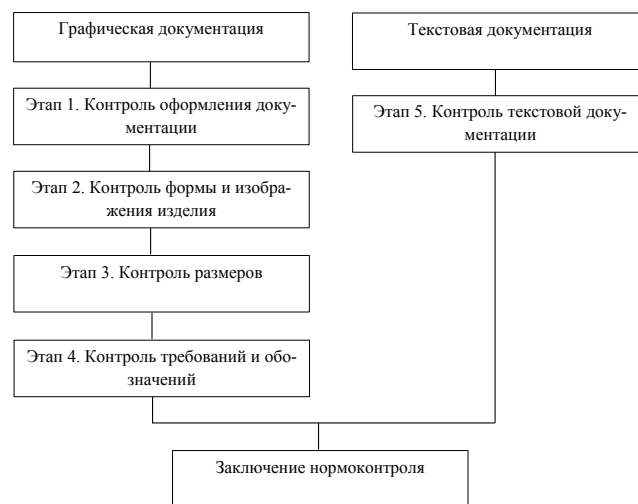 Графическая документация
Текстовая документация
Этап 1. Контроль оформления доку-
ментации
Этап 5. Контроль текстовой доку-
ментации
Этап 2. Контроль формы и изобра-
жения изделия
Этап 3. Контроль размеров
Этап 4. Контроль требований и обо-
значений
Заключение нормоконтроля